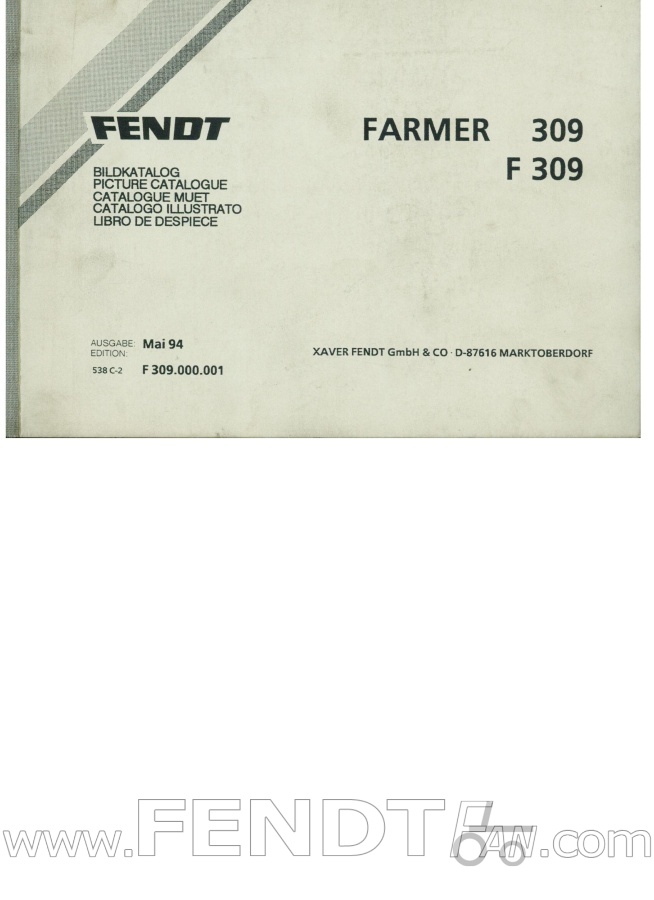 FENDT
FARMER 309
F 309
BILDKATALOG
PICTURE CATALOGUE
CATALOGUE MUET
CATALOGO ILLUSTRATO
LIBRO DE DESPIECE
AUSGABE: Mai 94
EDITION:
538 C-2 F 309.000.001
XAVER FENDT GmbH & CO · D-87616 MARKTOBERDORF
www.FENDTFAN.com